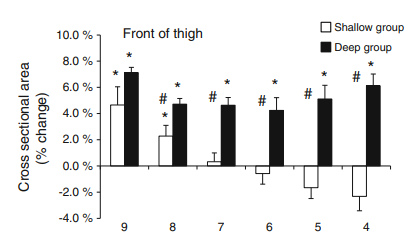 Front of thigh
Shallow group
Deep group
Cross sectional area
(% change)
10.0 %
8.0 %
6.0 %
4.0 %
2.0 %
0.0 %
-2.0 %
-4.0 %
* *
# * *
# *
# *
# *
# *
9 8 7 6 5 4